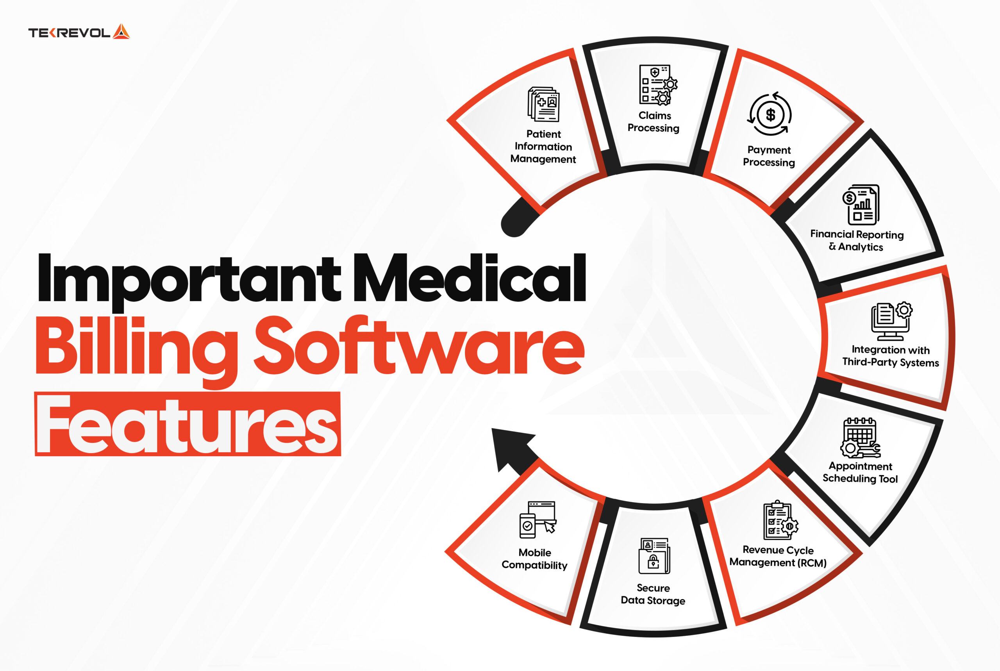 TEKREVOL
Important Medical
Billing Software
Features
Patient
Information
Management
Claims
Processing
$
Payment
Processing
$
Financial Reporting
& Analytics
Integration with
Third-Party Systems
Appointment
Scheduling Tool
Revenue Cycle
Management (RCM)
Secure
Data Storage
Mobile
Compatibility